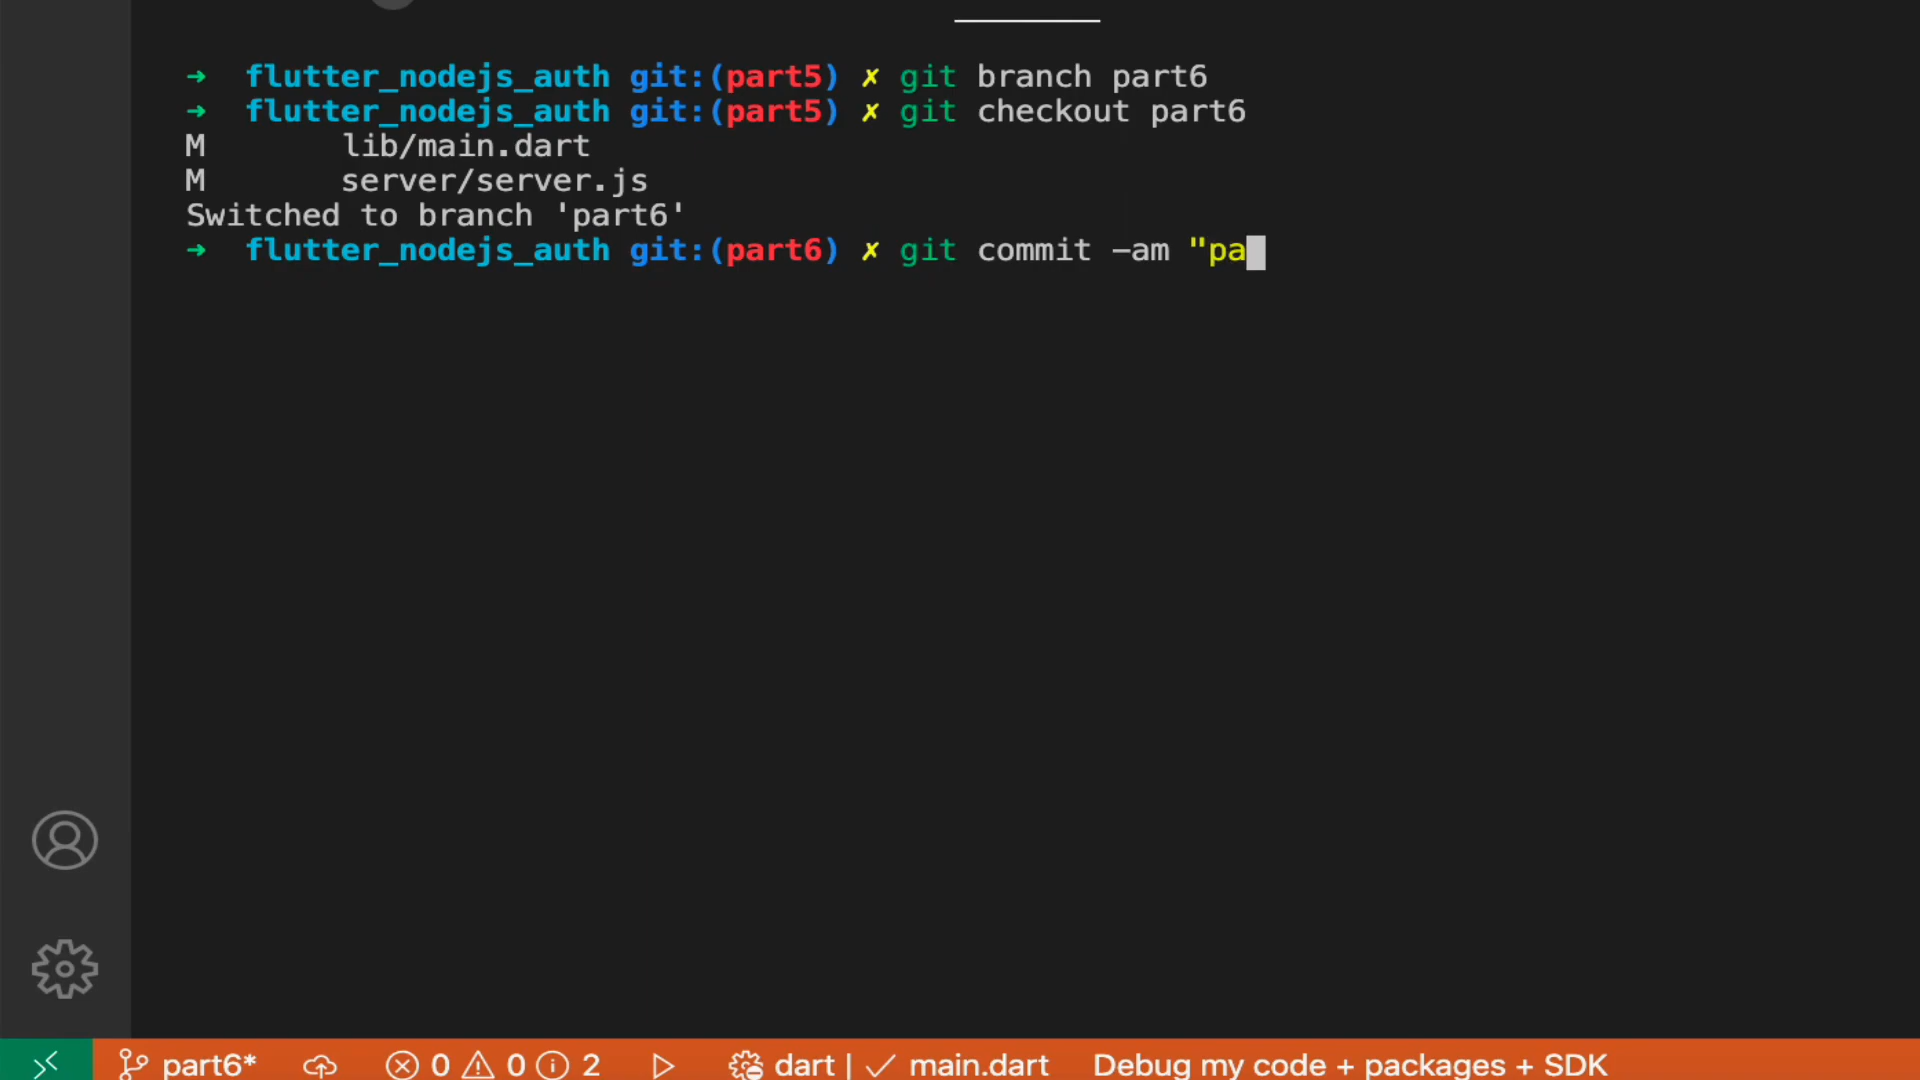 ➜ flutter_nodejs_auth git:(part5) ✗ git branch part6
➜ flutter_nodejs_auth git:(part5) ✗ git checkout part6
M lib/main.dart
M server/server.js
Switched to branch 'part6'
➜ flutter_nodejs_auth git:(part6) ✗ git commit -am "pa
part6* 0 0 2 dart | ✓ main.dart Debug my code + packages + SDK